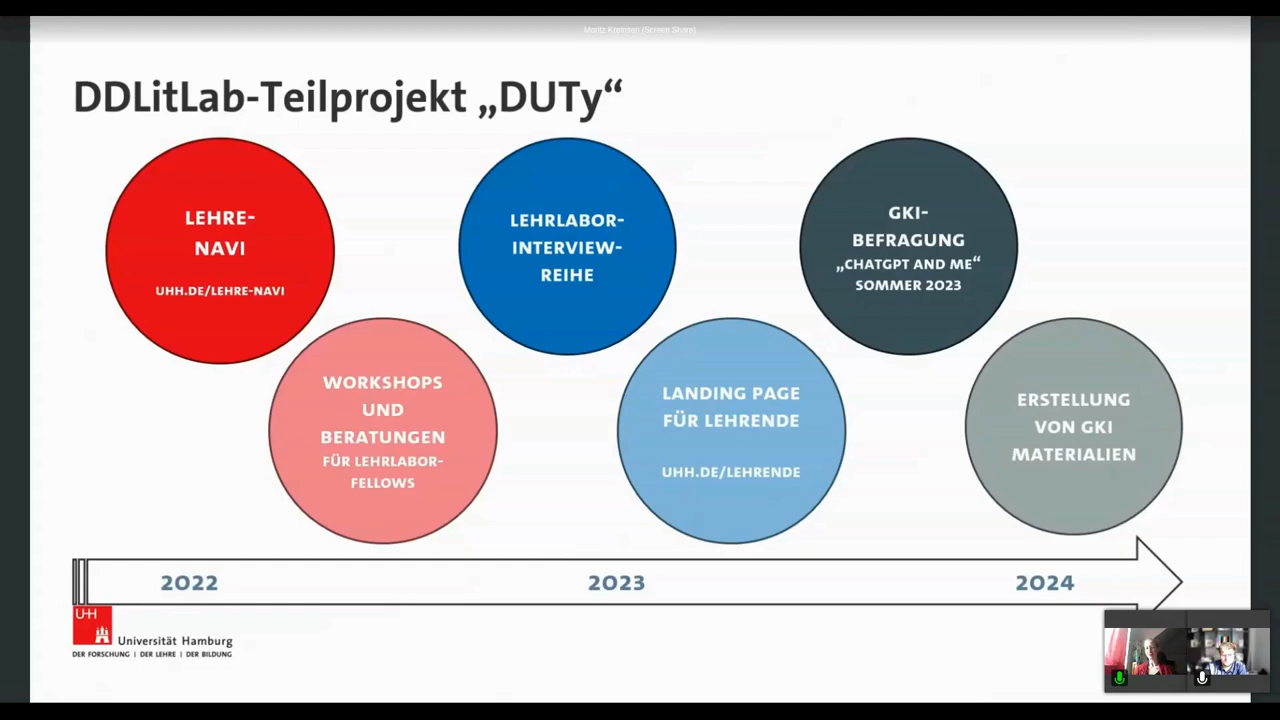 Moritz Kreinsen (Screen Share)
DDLitLab-Teilprojekt „DUTy“
LEHRE-
NAVI
UHH.DE/LEHRE-NAVI
WORKSHOPS
UND
BERATUNGEN
FÜR LEHRLABOR-
FELLOWS
LEHRLABOR-
INTERVIEW-
REIHE
LANDING PAGE
FÜR LEHRENDE
UHH.DE/LEHRENDE
GKI-
BEFRAGUNG
„CHATGPT AND ME“
SOMMER 2023
ERSTELLUNG
VON GKI
MATERIALIEN
2022
2023
2024
UHH
Universität Hamburg
DER FORSCHUNG | DER LEHRE | DER BILDUNG